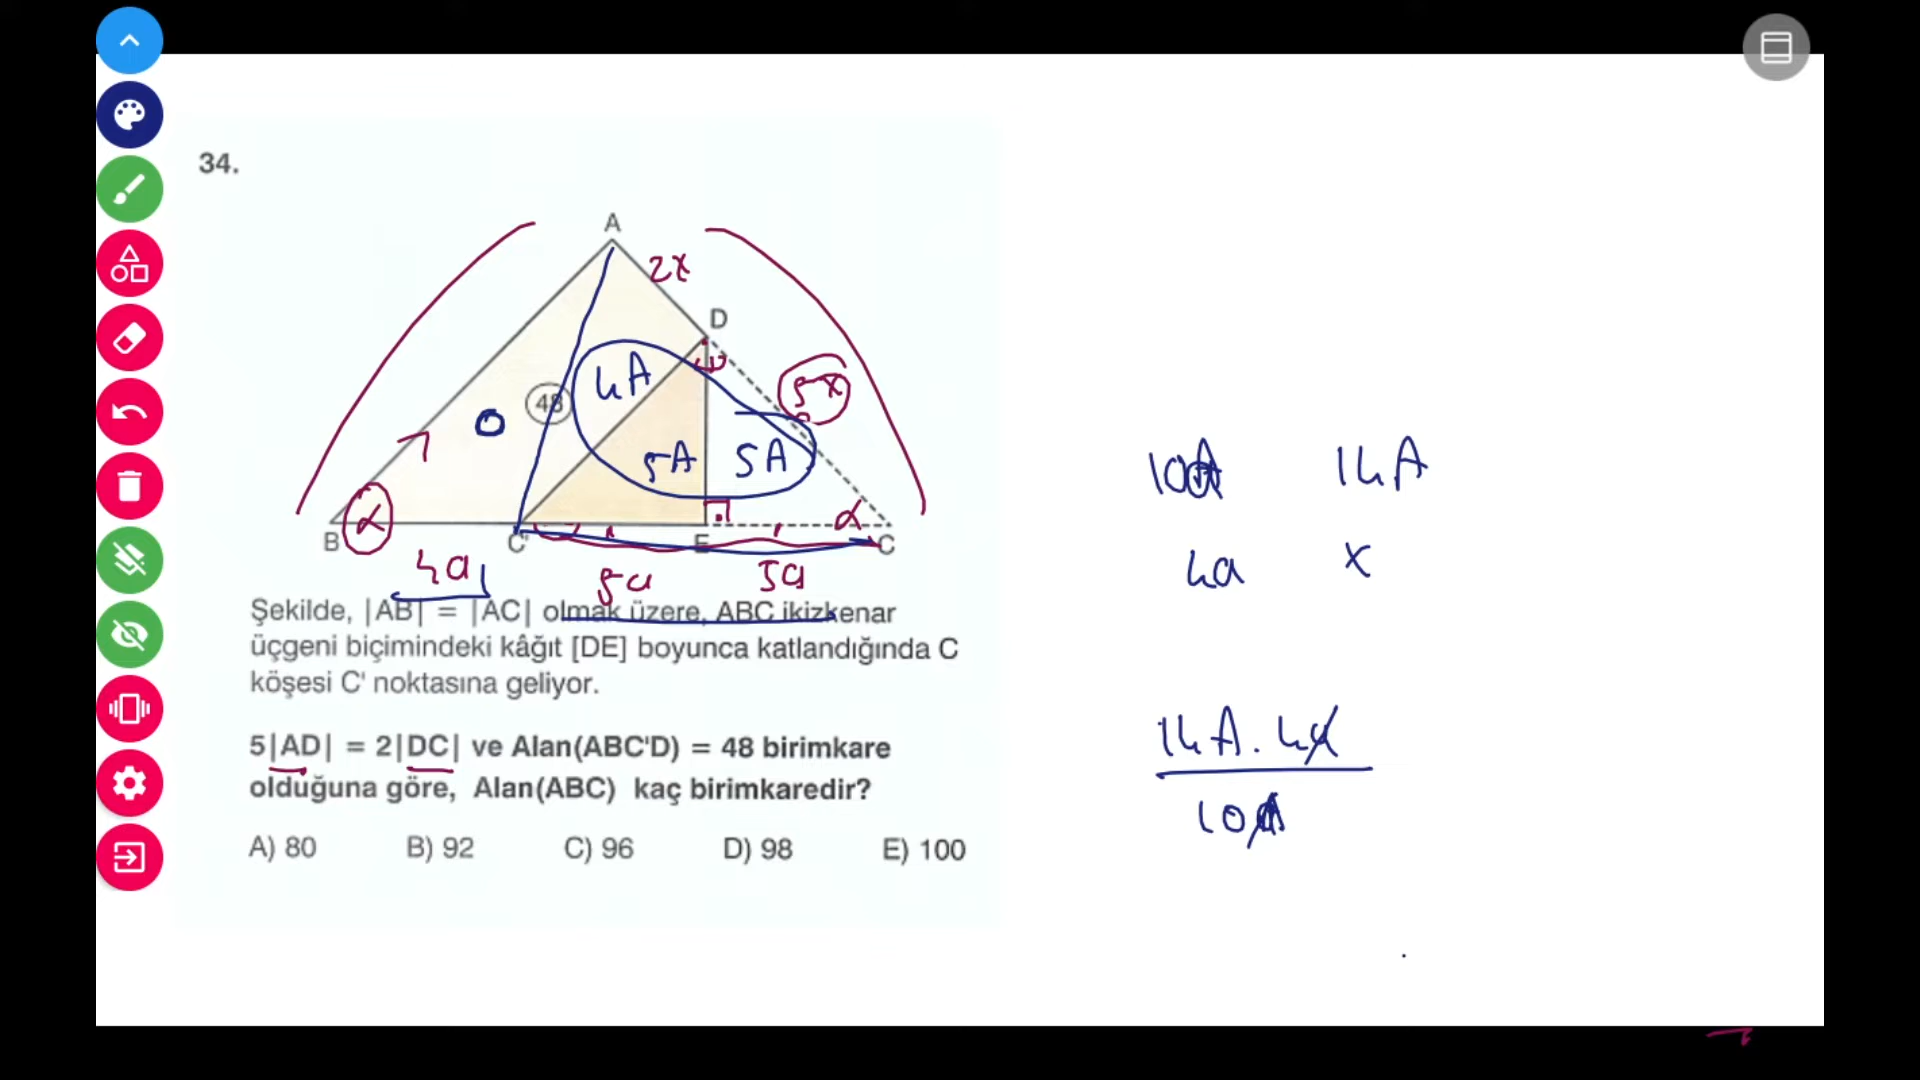 34.
A
2x
D
4A
5x
48
5A
5A
10A 14A
α
α
B
C'
E
C
4a
5a
5a
4a x
Şekilde, |AB| = |AC| olmak üzere, ABC ikizkenar
üçgeni biçimindeki kâğıt [DE] boyunca katlandığında C
köşesi C' noktasına geliyor.
14A . 4a
10A
5|AD| = 2|DC| ve Alan(ABC'D) = 48 birimkare
olduğuna göre, Alan(ABC) kaç birimkaredir?
A) 80 B) 92 C) 96 D) 98 E) 100